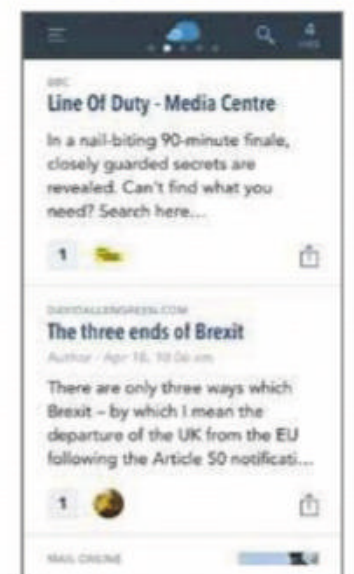 4
BBC
Line Of Duty - Media Centre
In a nail-biting 90-minute finale,
closely guarded secrets are
revealed. Can't find what you
need? Search here...
1
DAVIDALLENGREEN.COM
The three ends of Brexit
Author - Apr 18, 10:06 am
There are only three ways which
Brexit – by which I mean the
departure of the UK from the EU
following the Article 50 notificati...
1
MAIL ONLINE